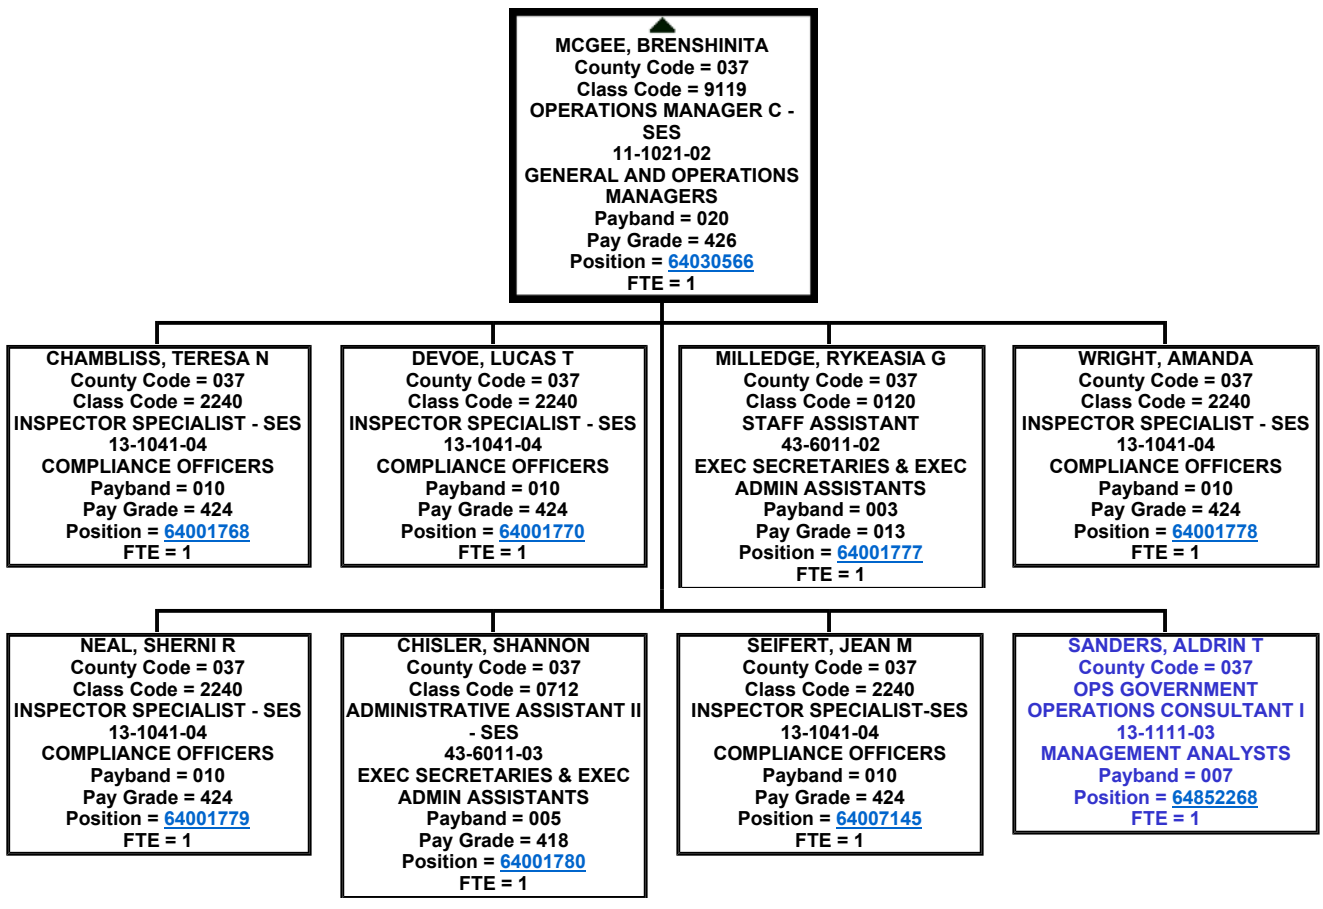 MCGEE, BRENSHINITA
County Code = 037
Class Code = 9119
OPERATIONS MANAGER C -
SES
11-1021-02
GENERAL AND OPERATIONS
MANAGERS
Payband = 020
Pay Grade = 426
Position = 64030566
FTE = 1
CHAMBLISS, TERESA N
County Code = 037
Class Code = 2240
INSPECTOR SPECIALIST - SES
13-1041-04
COMPLIANCE OFFICERS
Payband = 010
Pay Grade = 424
Position = 64001768
FTE = 1
DEVOE, LUCAS T
County Code = 037
Class Code = 2240
INSPECTOR SPECIALIST - SES
13-1041-04
COMPLIANCE OFFICERS
Payband = 010
Pay Grade = 424
Position = 64001770
FTE = 1
MILLEDGE, RYKEASIA G
County Code = 037
Class Code = 0120
STAFF ASSISTANT
43-6011-02
EXEC SECRETARIES & EXEC
ADMIN ASSISTANTS
Payband = 003
Pay Grade = 013
Position = 64001777
FTE = 1
WRIGHT, AMANDA
County Code = 037
Class Code = 2240
INSPECTOR SPECIALIST - SES
13-1041-04
COMPLIANCE OFFICERS
Payband = 010
Pay Grade = 424
Position = 64001778
FTE = 1
NEAL, SHERNI R
County Code = 037
Class Code = 2240
INSPECTOR SPECIALIST - SES
13-1041-04
COMPLIANCE OFFICERS
Payband = 010
Pay Grade = 424
Position = 64001779
FTE = 1
CHISLER, SHANNON
County Code = 037
Class Code = 0712
ADMINISTRATIVE ASSISTANT II
- SES
43-6011-03
EXEC SECRETARIES & EXEC
ADMIN ASSISTANTS
Payband = 005
Pay Grade = 418
Position = 64001780
FTE = 1
SEIFERT, JEAN M
County Code = 037
Class Code = 2240
INSPECTOR SPECIALIST-SES
13-1041-04
COMPLIANCE OFFICERS
Payband = 010
Pay Grade = 424
Position = 64007145
FTE = 1
SANDERS, ALDRIN T
County Code = 037
OPS GOVERNMENT
OPERATIONS CONSULTANT I
13-1111-03
MANAGEMENT ANALYSTS
Payband = 007
Position = 64852268
FTE = 1